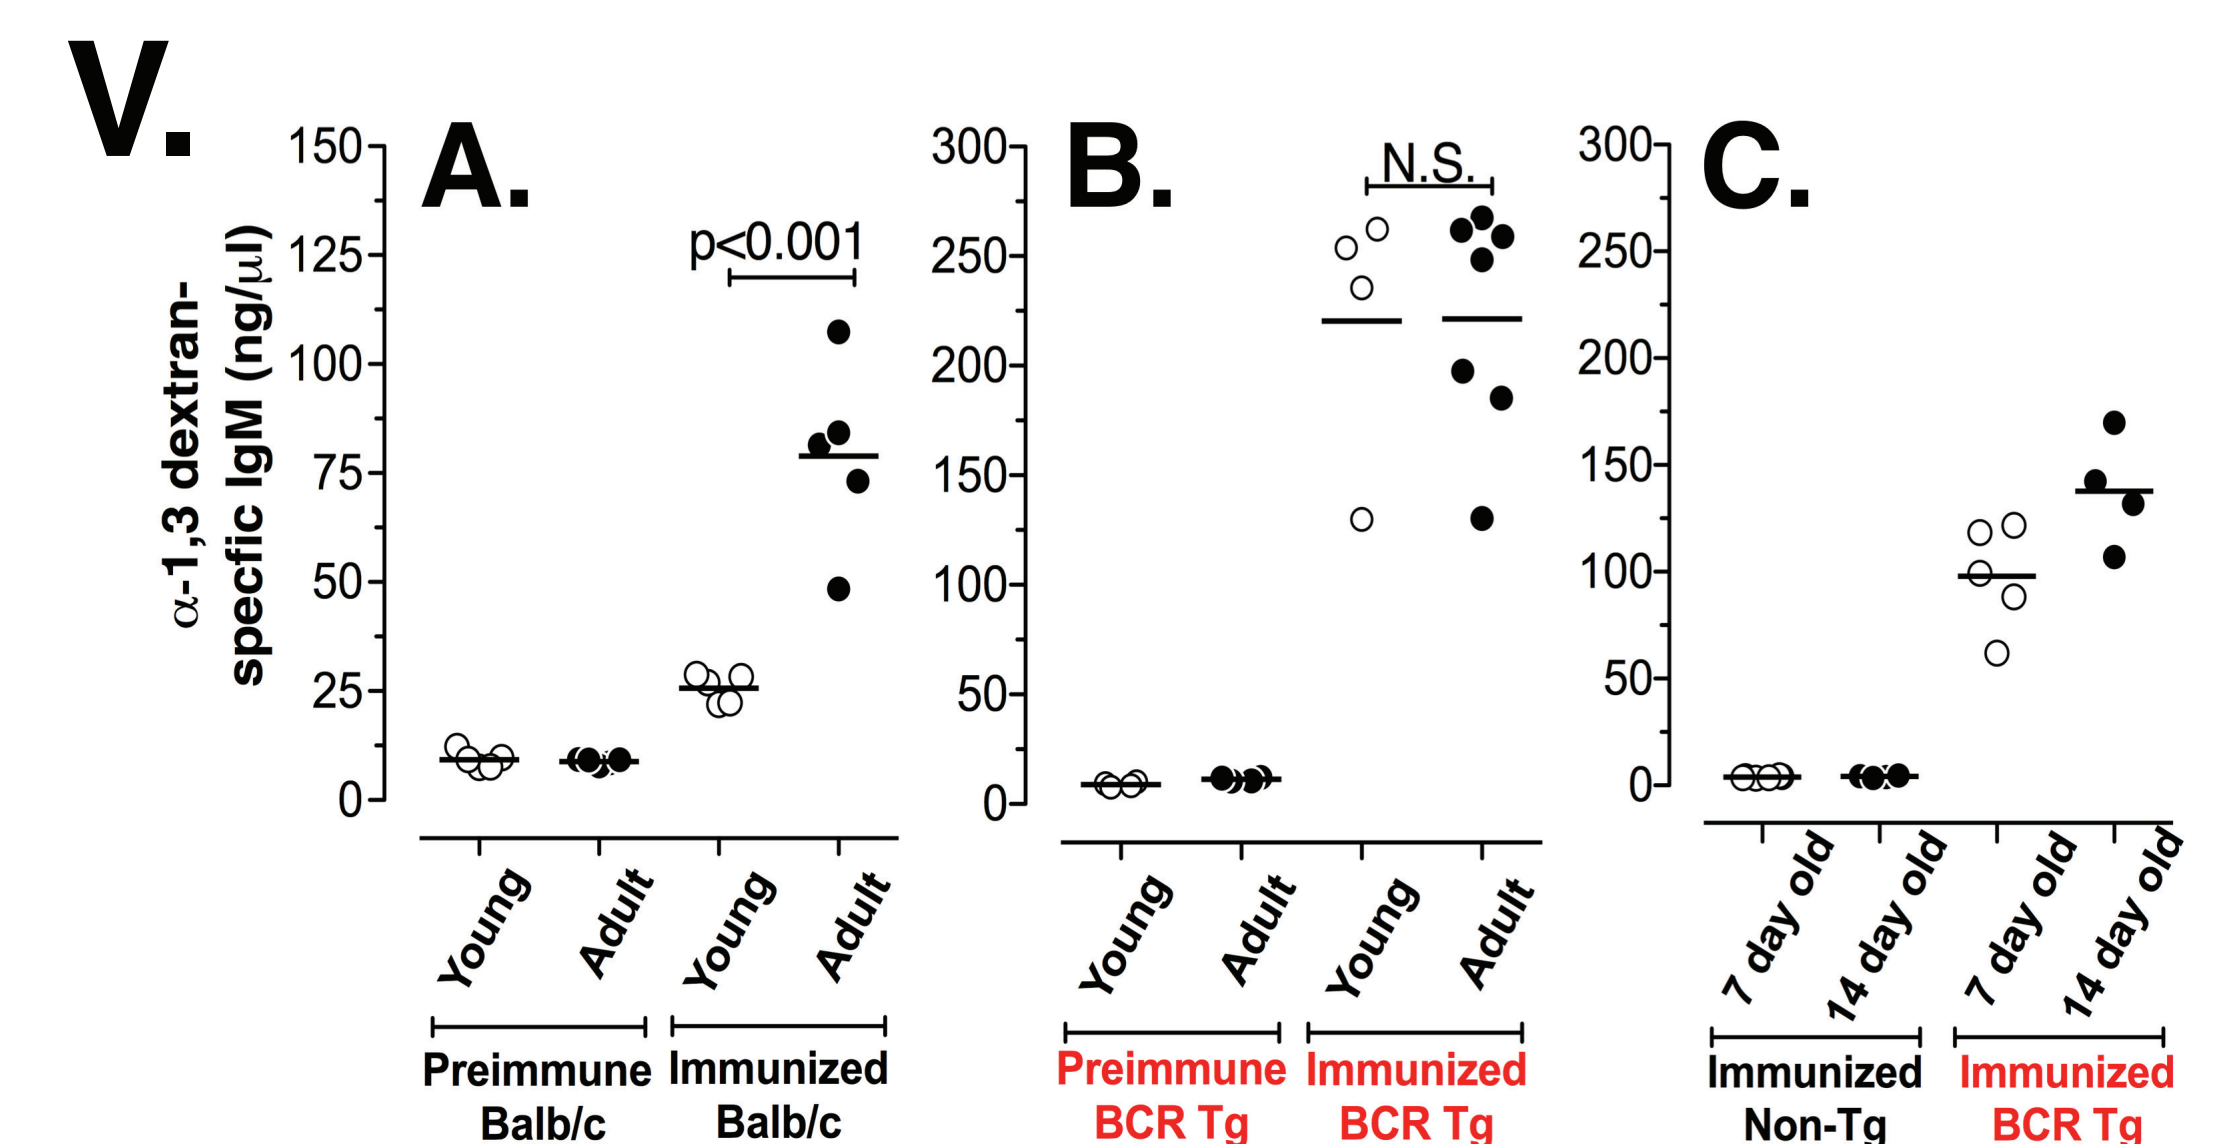 V.
α-1,3 dextran-
specfic IgM (ng/μl)
A.
150
125
100
75
50
25
0
p<0.001
Young
Adult
Young
Adult
Preimmune
Balb/c
Immunized
Balb/c
B.
300
250
200
150
100
50
0
N.S.
Young
Adult
Young
Adult
Preimmune
BCR Tg
Immunized
BCR Tg
C.
300
250
200
150
100
50
0
7 day old
14 day old
7 day old
14 day old
Immunized
Non-Tg
Immunized
BCR Tg